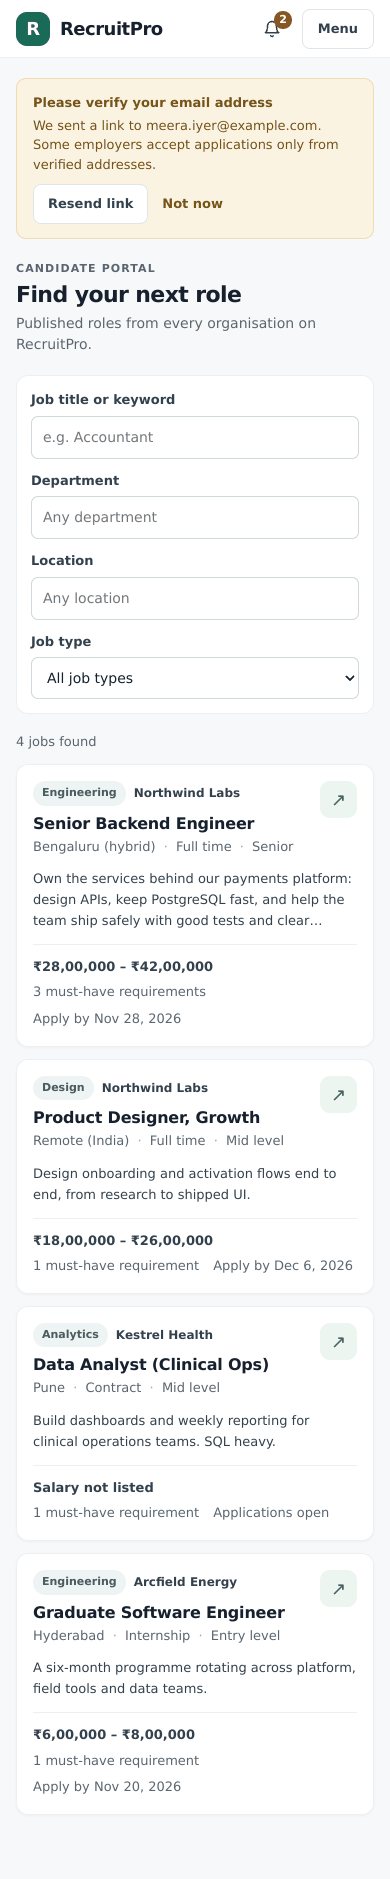 R RecruitPro 2 Menu
Please verify your email address
We sent a link to meera.iyer@example.com.
Some employers accept applications only from
verified addresses.
Resend link Not now
CANDIDATE PORTAL
Find your next role
Published roles from every organisation on
RecruitPro.
Job title or keyword
e.g. Accountant
Department
Any department
Location
Any location
Job type
All job types
4 jobs found
Engineering Northwind Labs
Senior Backend Engineer
Bengaluru (hybrid) · Full time · Senior
Own the services behind our payments platform:
design APIs, keep PostgreSQL fast, and help the
team ship safely with good tests and clear…
₹28,00,000 – ₹42,00,000
3 must-have requirements
Apply by Nov 28, 2026
Design Northwind Labs
Product Designer, Growth
Remote (India) · Full time · Mid level
Design onboarding and activation flows end to
end, from research to shipped UI.
₹18,00,000 – ₹26,00,000
1 must-have requirement Apply by Dec 6, 2026
Analytics Kestrel Health
Data Analyst (Clinical Ops)
Pune · Contract · Mid level
Build dashboards and weekly reporting for
clinical operations teams. SQL heavy.
Salary not listed
1 must-have requirement Applications open
Engineering Arcfield Energy
Graduate Software Engineer
Hyderabad · Internship · Entry level
A six-month programme rotating across platform,
field tools and data teams.
₹6,00,000 – ₹8,00,000
1 must-have requirement
Apply by Nov 20, 2026